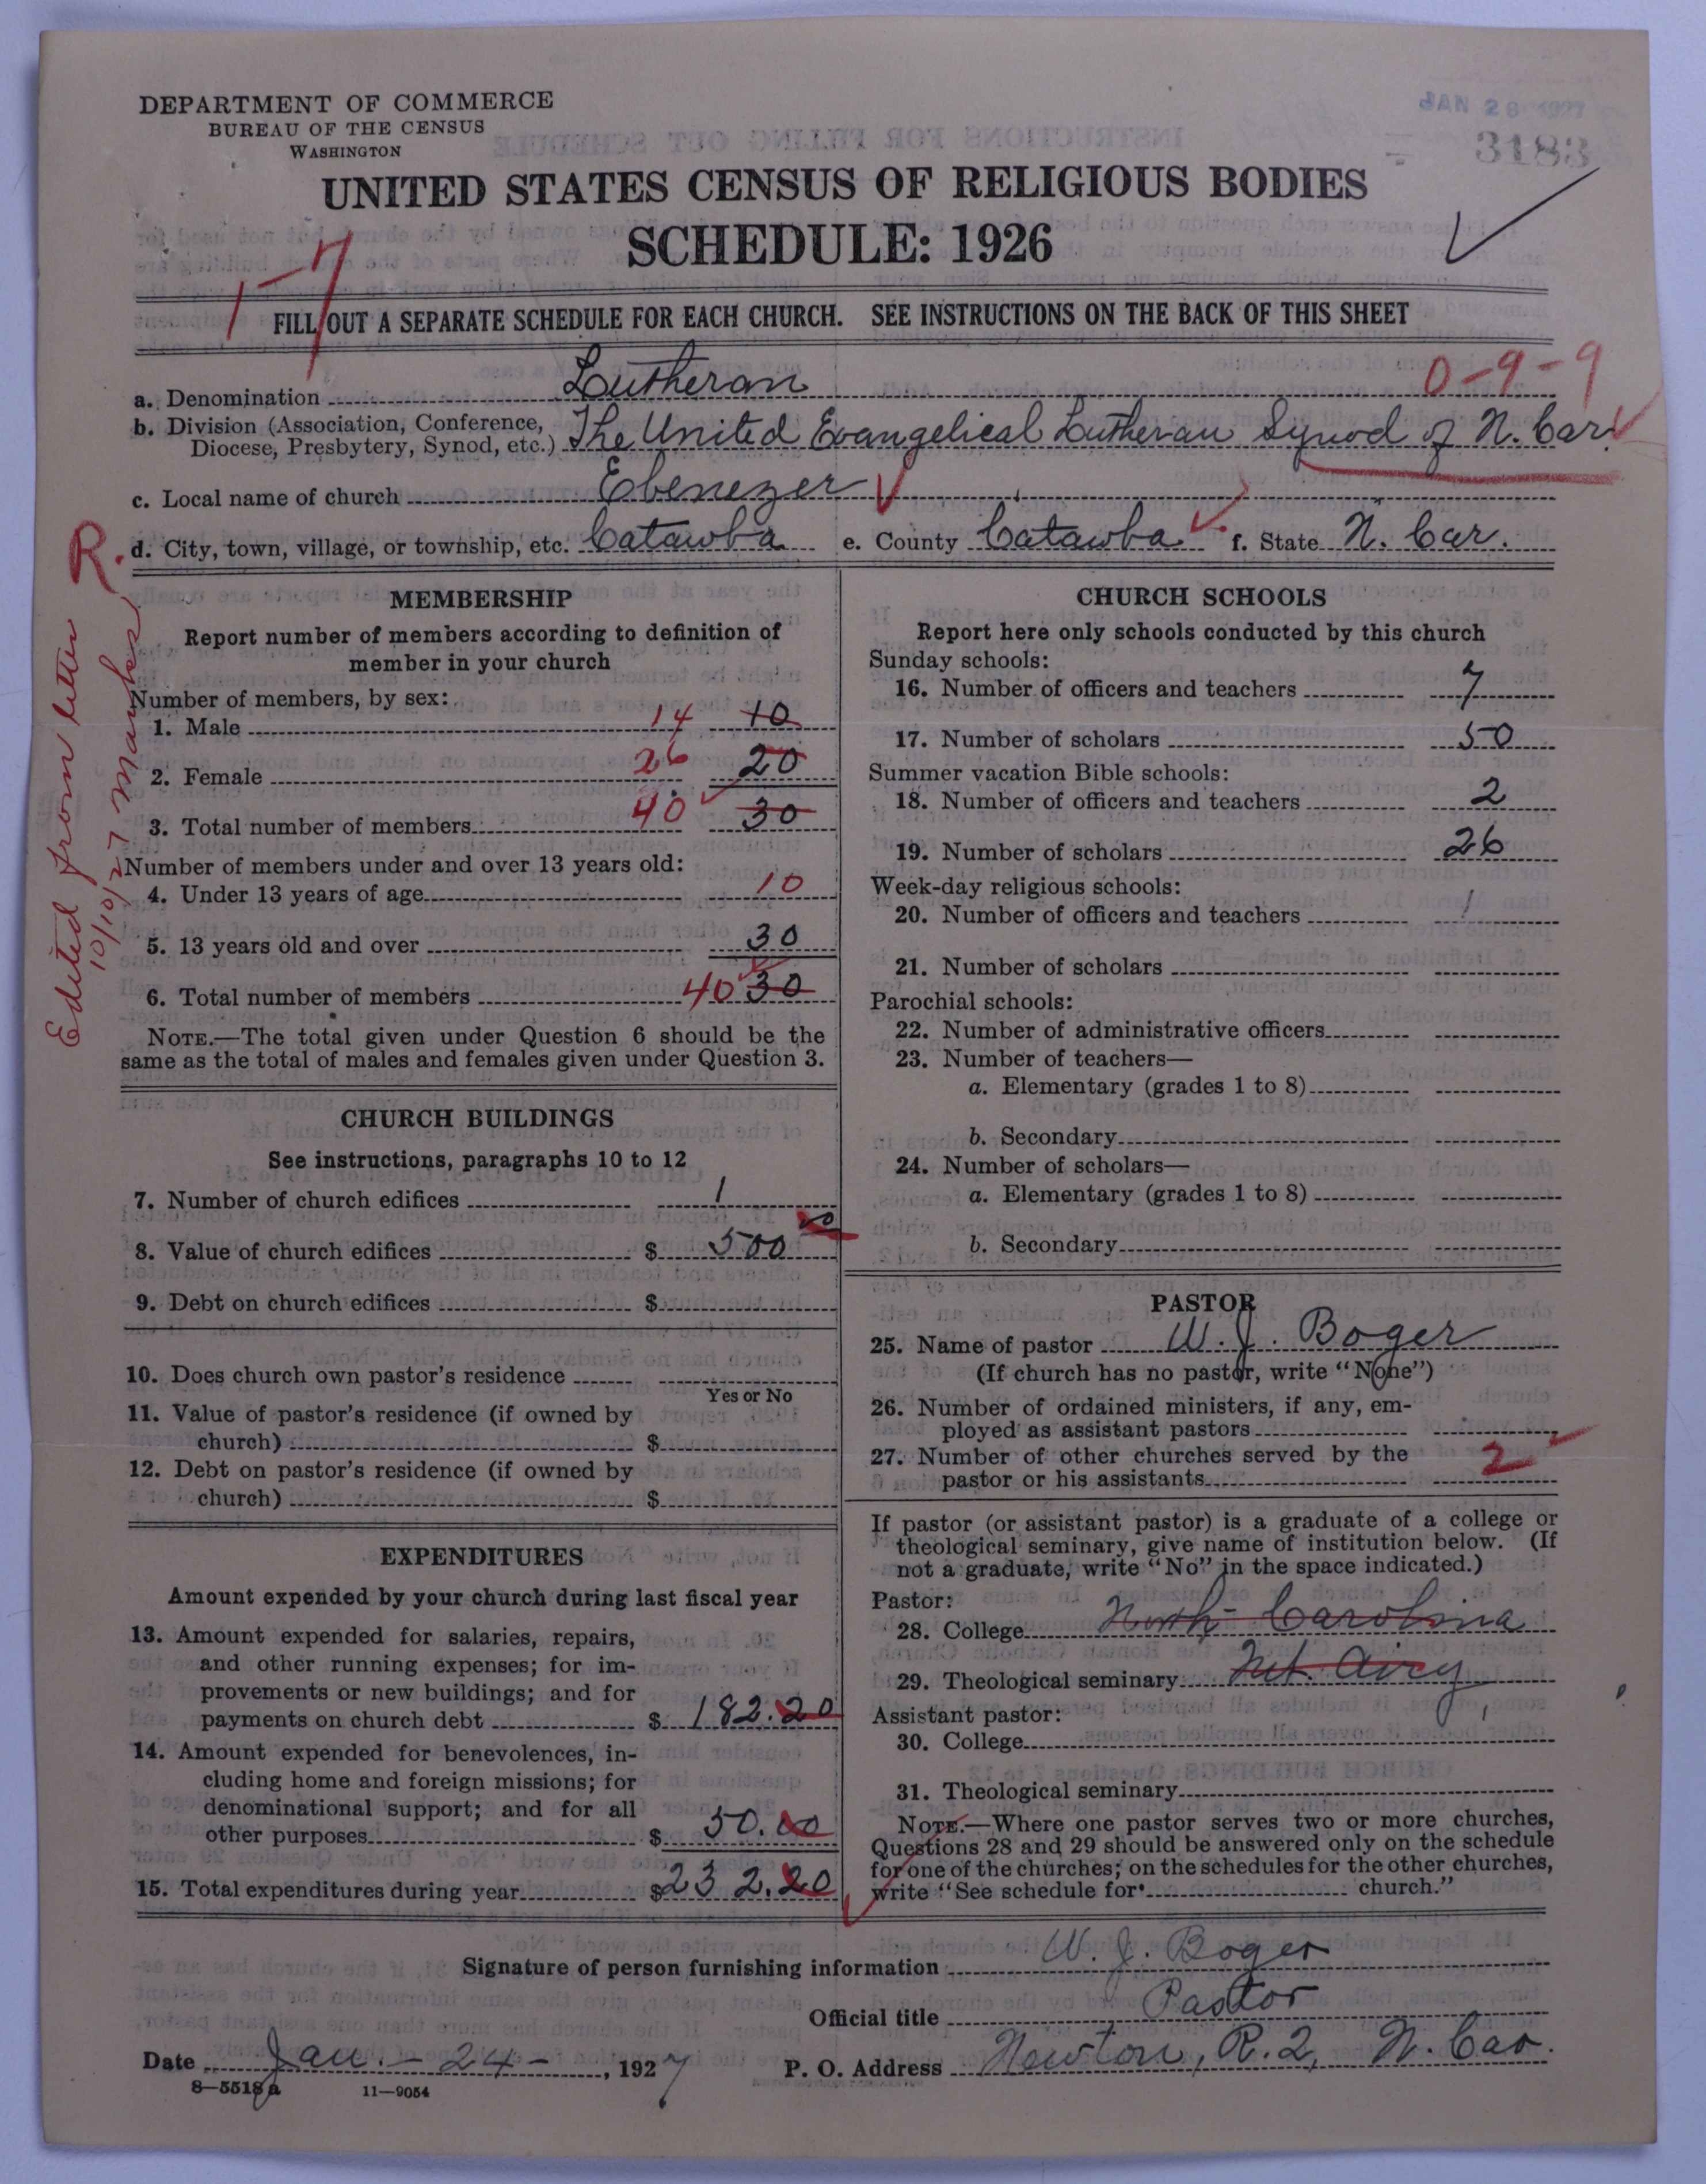 DEPARTMENT OF COMMERCE
BUREAU OF THE CENSUS
WASHINGTON
JAN 26 1927
3183
UNITED STATES CENSUS OF RELIGIOUS BODIES
SCHEDULE: 1926
1-7
FILL OUT A SEPARATE SCHEDULE FOR EACH CHURCH. SEE INSTRUCTIONS ON THE BACK OF THIS SHEET
0-9-9
a. Denomination Lutheran
b. Division (Association, Conference,
Diocese, Presbytery, Synod, etc.) The United Evangelical Lutheran Synod of N. Car.
c. Local name of church Ebenezer
d. City, town, village, or township, etc. Catawba e. County Catawba f. State N. Car.
R.
Edited from letter
10/10/27 Marks
MEMBERSHIP
Report number of members according to definition of
member in your church
Number of members, by sex:
1. Male 14 10
2. Female 26 20
3. Total number of members 40 30
Number of members under and over 13 years old:
4. Under 13 years of age 10
5. 13 years old and over 30
6. Total number of members 40 30
NOTE.—The total given under Question 6 should be the
same as the total of males and females given under Question 3.
CHURCH BUILDINGS
See instructions, paragraphs 10 to 12
7. Number of church edifices 1
8. Value of church edifices $ 500 00
9. Debt on church edifices $
10. Does church own pastor's residence
Yes or No
11. Value of pastor's residence (if owned by
church) $
12. Debt on pastor's residence (if owned by
church) $
EXPENDITURES
Amount expended by your church during last fiscal year
13. Amount expended for salaries, repairs,
and other running expenses; for im-
provements or new buildings; and for
payments on church debt $ 182.20
14. Amount expended for benevolences, in-
cluding home and foreign missions; for
denominational support; and for all
other purposes $ 50.00
15. Total expenditures during year $ 232.20
CHURCH SCHOOLS
Report here only schools conducted by this church
Sunday schools:
16. Number of officers and teachers 7
17. Number of scholars 50
Summer vacation Bible schools:
18. Number of officers and teachers 2
19. Number of scholars 26
Week-day religious schools:
20. Number of officers and teachers /
21. Number of scholars
Parochial schools:
22. Number of administrative officers
23. Number of teachers—
a. Elementary (grades 1 to 8)
b. Secondary
24. Number of scholars—
a. Elementary (grades 1 to 8)
b. Secondary
PASTOR
25. Name of pastor W. J. Boger
(If church has no pastor, write "None")
26. Number of ordained ministers, if any, em-
ployed as assistant pastors
27. Number of other churches served by the
pastor or his assistants 2
If pastor (or assistant pastor) is a graduate of a college or
theological seminary, give name of institution below. (If
not a graduate, write "No" in the space indicated.)
Pastor:
28. College North Carolina
29. Theological seminary Mt. Airy
Assistant pastor:
30. College
31. Theological seminary
NOTE.—Where one pastor serves two or more churches,
Questions 28 and 29 should be answered only on the schedule
for one of the churches; on the schedules for the other churches,
write "See schedule for church."
Signature of person furnishing information W. J. Boger
Official title Pastor
Date Jan. - 24 -, 1927 P. O. Address Newton, R. 2, N. Car.
8—5518 a 11—9054